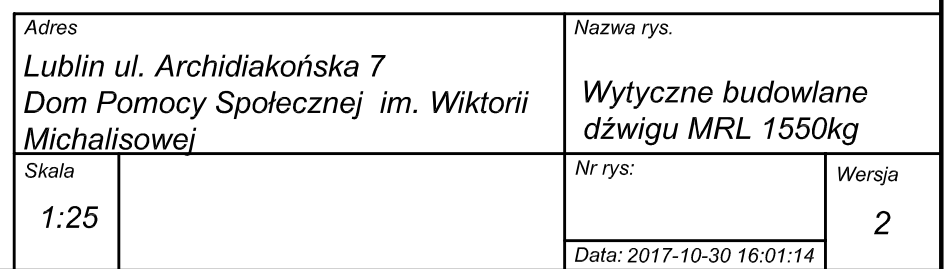 Adres
Lublin ul. Archidiakońska 7
Dom Pomocy Społecznej im. Wiktorii
Michalisowej
Nazwa rys.
Wytyczne budowlane
dźwigu MRL 1550kg
Skala
1:25
Nr rys:
Data: 2017-10-30 16:01:14
Wersja
2